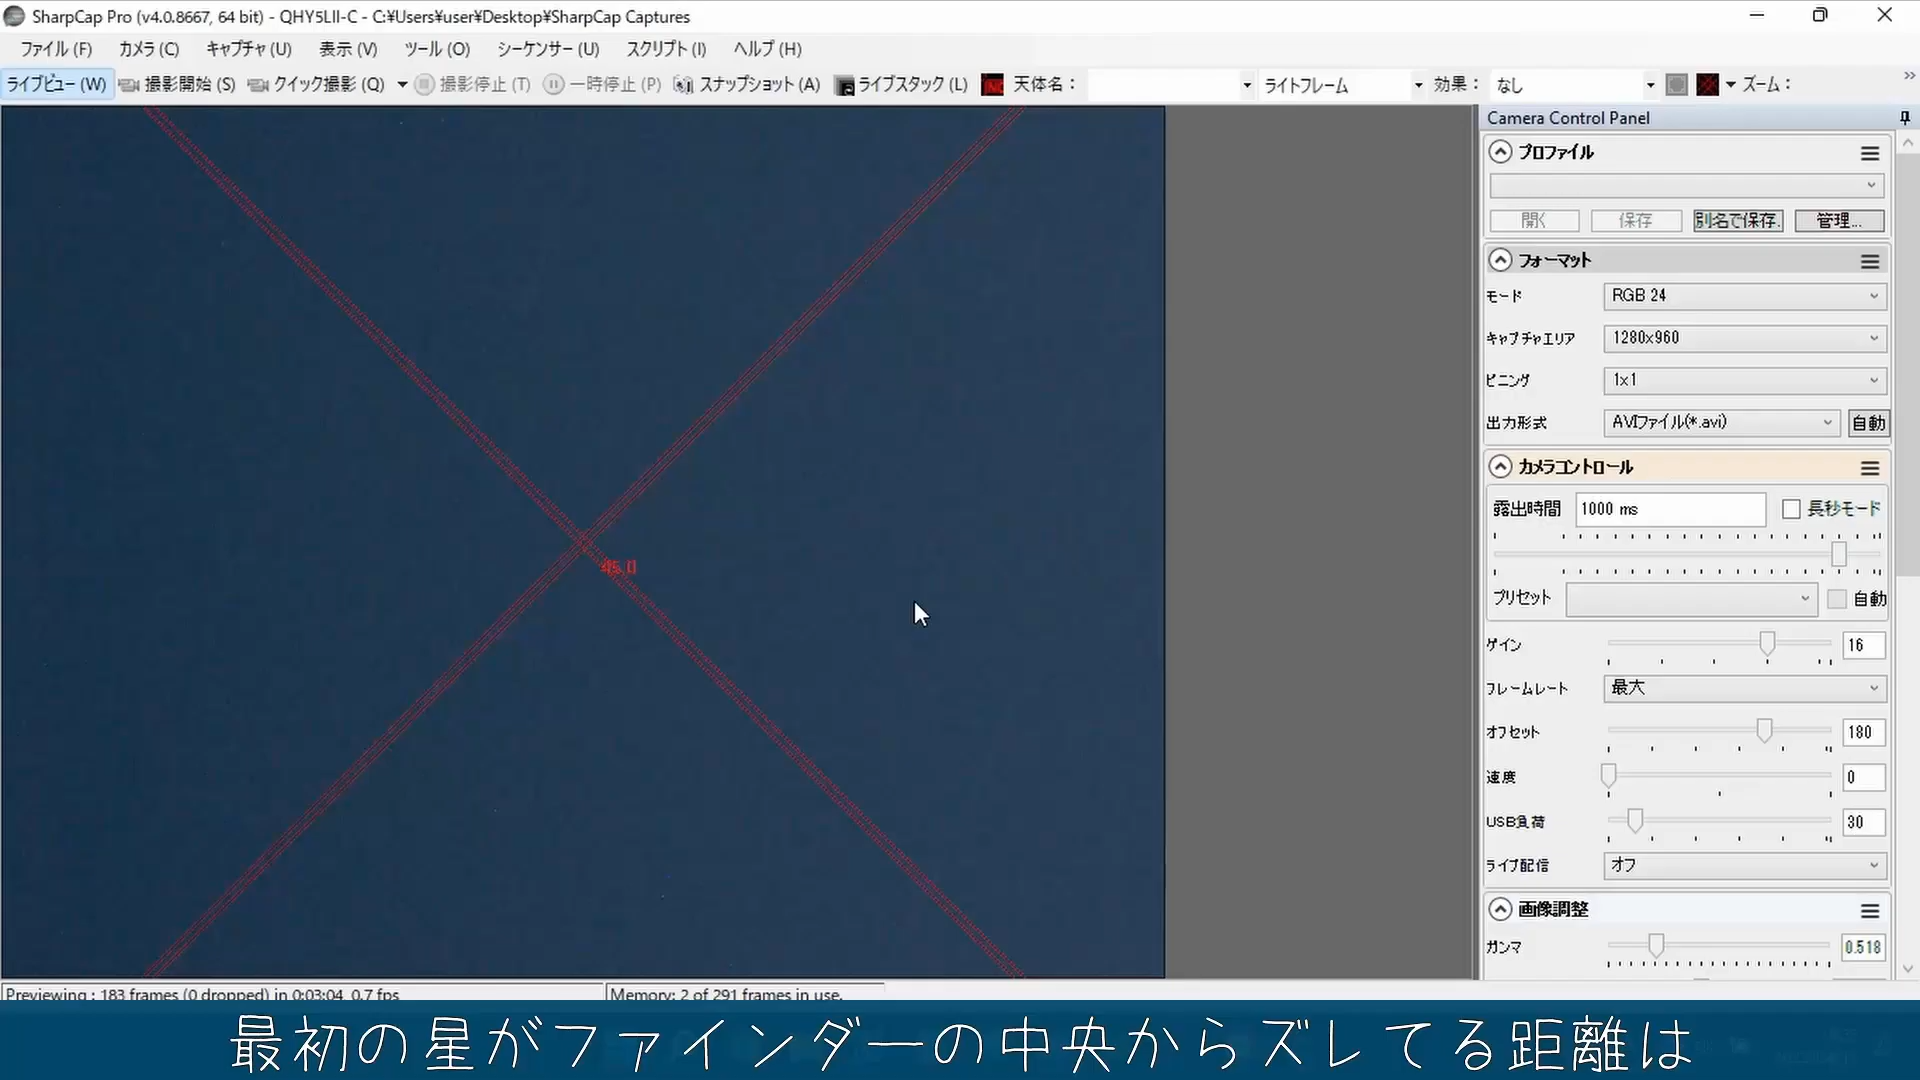 SharpCap Pro (v4.0.8667, 64 bit) - QHY5LII-C - C:¥Users¥user¥Desktop¥SharpCap Captures
ファイル (F) カメラ (C) キャプチャ (U) 表示 (V) ツール (O) シーケンサー (U) スクリプト (I) ヘルプ (H)
ライブビュー (W) 撮影開始 (S) クイック撮影 (Q) 撮影停止 (T) 一時停止 (P) スナップショット (A) ライブスタック (L) 天体名： ライトフレーム 効果： なし ズーム：
45.0
Camera Control Panel
プロファイル
開く 保存 別名で保存. 管理...
フォーマット
モード RGB 24
キャプチャエリア 1280x960
ビニング 1x1
出力形式 AVIファイル(*.avi) 自動
カメラコントロール
露出時間 1000 ms 長秒モード
プリセット 自動
ゲイン 16
フレームレート 最大
オフセット 180
速度 0
USB負荷 30
ライブ配信 オフ
画像調整
ガンマ 0.518
Previewing : 183 frames (0 dropped) in 0:03:04, 0.7 fps Memory: 2 of 291 frames in use.
最初の星がファインダーの中央からズレてる距離は